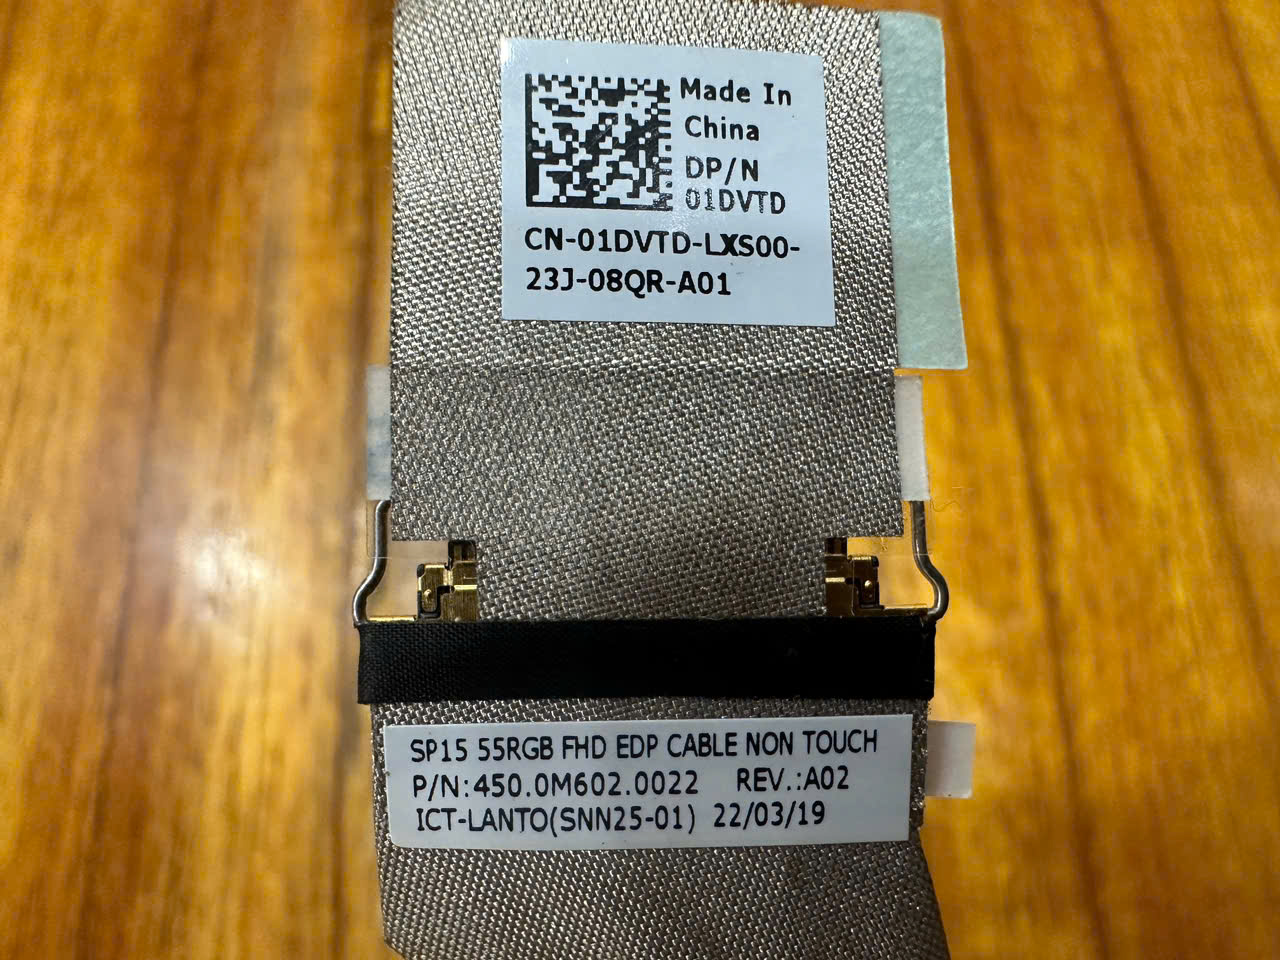 Made In
China
DP/N
01DVTD
CN-01DVTD-LXS00-
23J-08QR-A01
SP15 55RGB FHD EDP CABLE NON TOUCH
P/N:450.0M602.0022 REV.:A02
ICT-LANTO(SNN25-01) 22/03/19